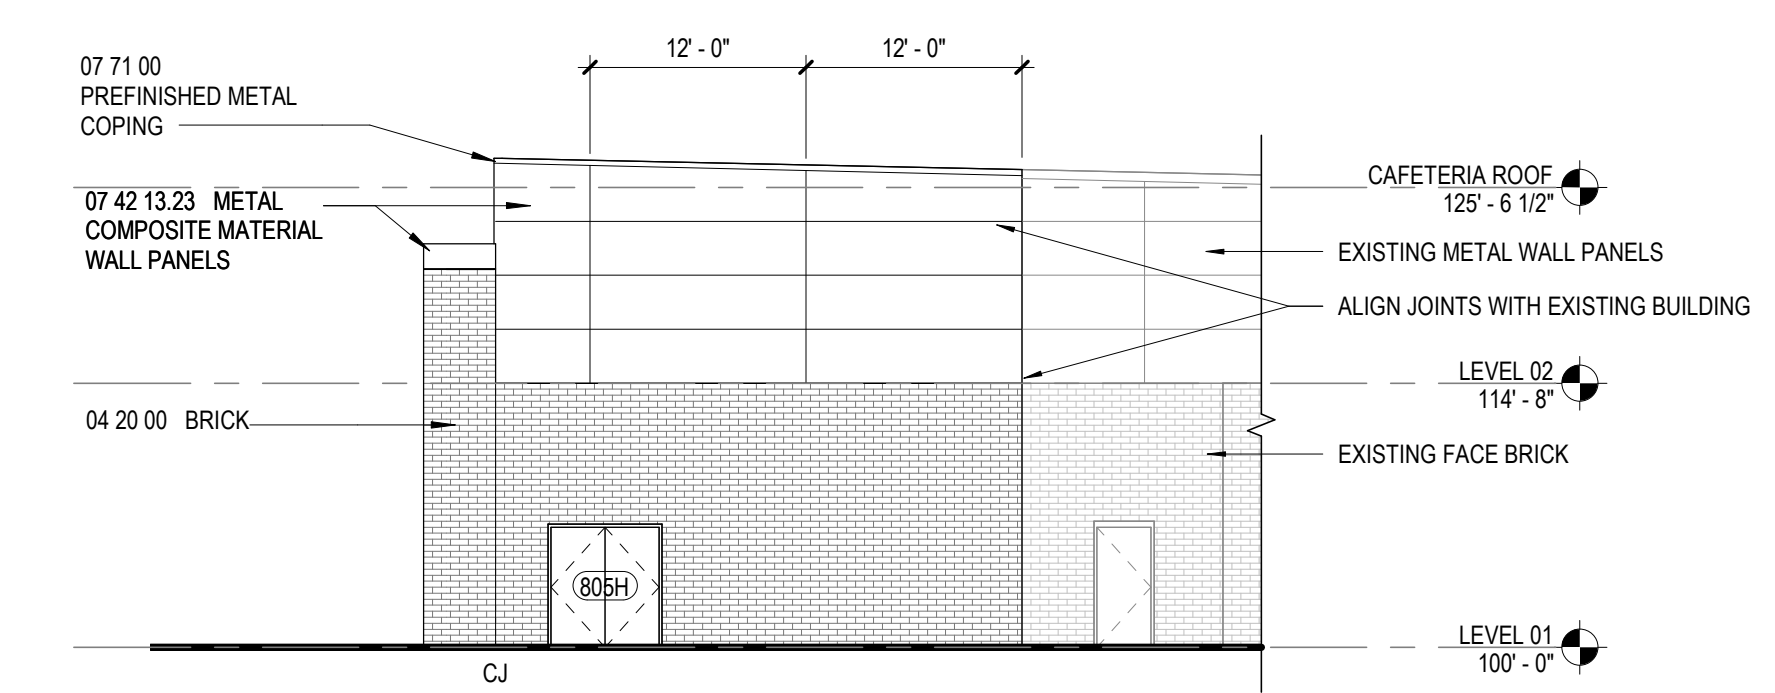 12' - 0"
12' - 0"
07 71 00
PREFINISHED METAL
COPING
CAFETERIA ROOF
125' - 6 1/2"
07 42 13.23 METAL
COMPOSITE MATERIAL
WALL PANELS
EXISTING METAL WALL PANELS
ALIGN JOINTS WITH EXISTING BUILDING
LEVEL 02
114' - 8"
04 20 00 BRICK
EXISTING FACE BRICK
805H
LEVEL 01
100' - 0"
CJ